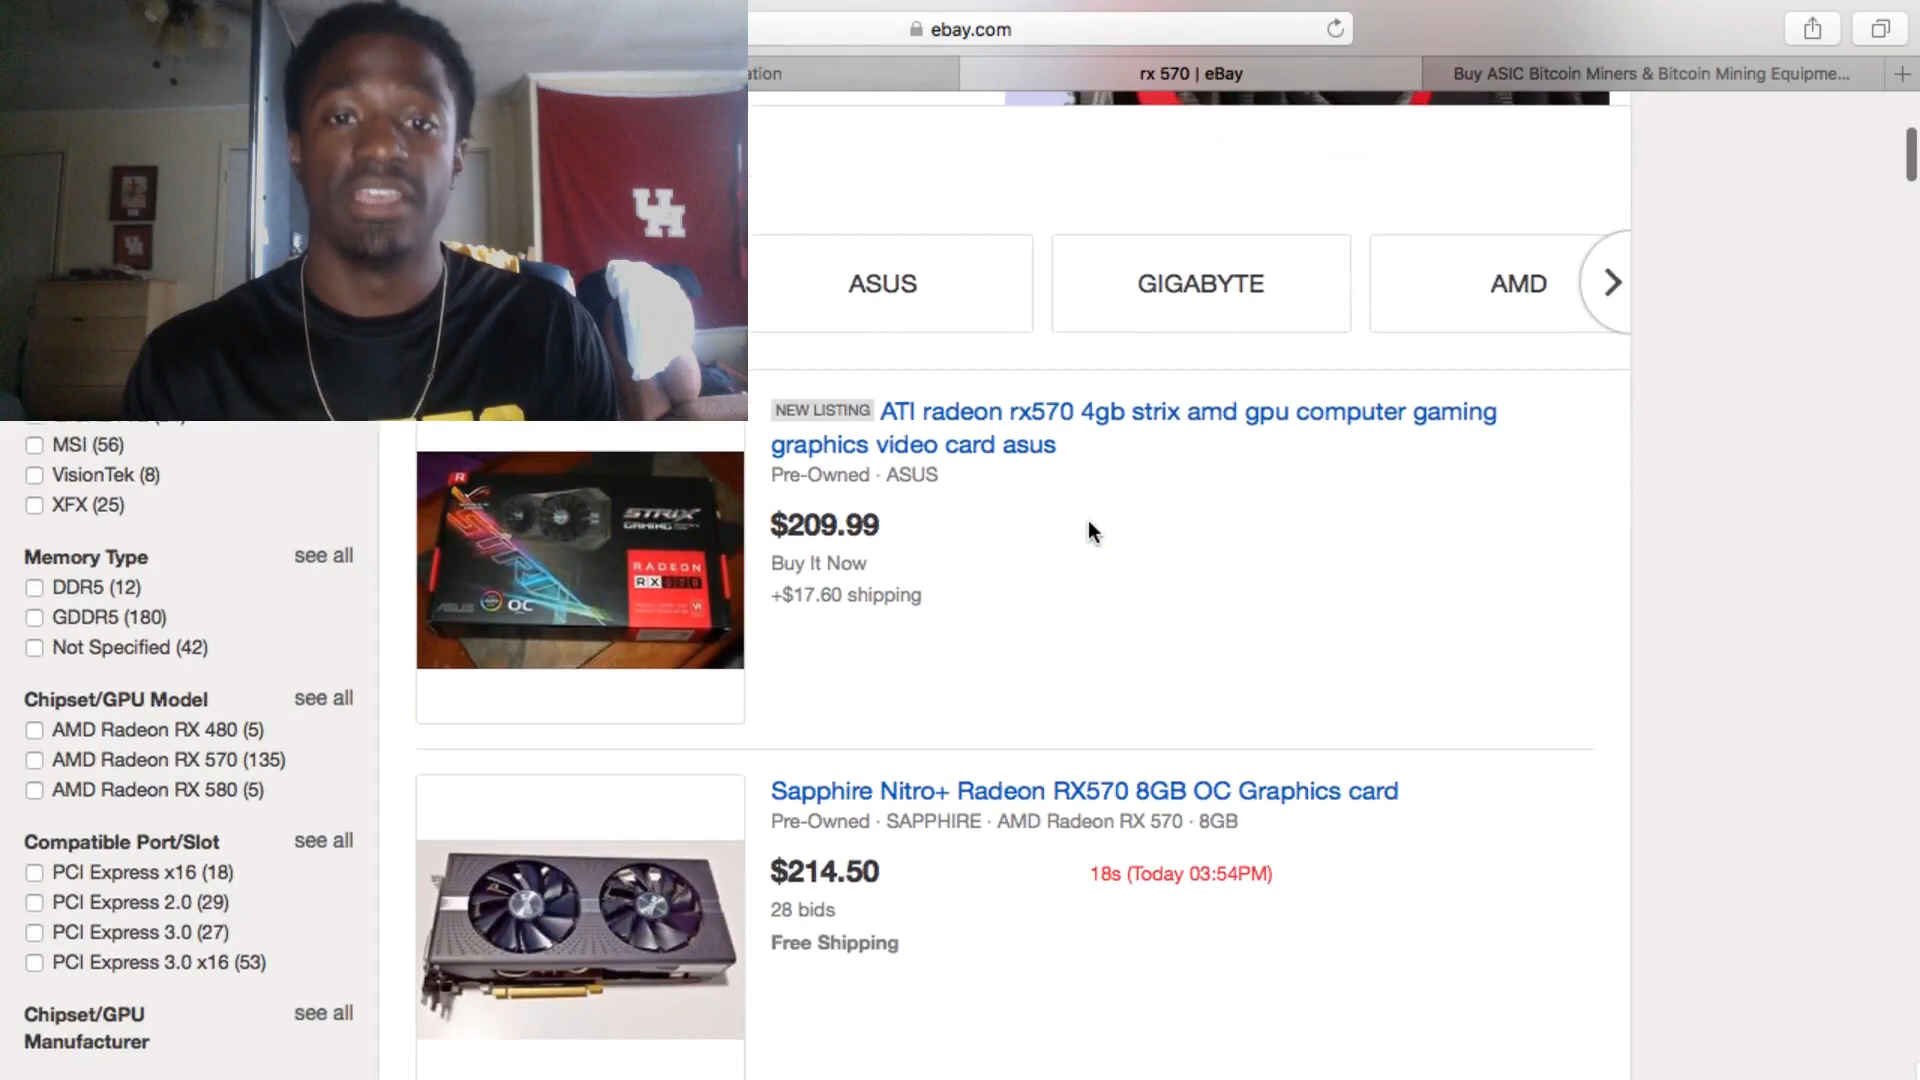 ebay.com
ation
rx 570 | eBay
Buy ASIC Bitcoin Miners & Bitcoin Mining Equipme...
UH
ASUS
GIGABYTE
AMD
MSI (56)
VisionTek (8)
XFX (25)
Memory Type see all
DDR5 (12)
GDDR5 (180)
Not Specified (42)
Chipset/GPU Model see all
AMD Radeon RX 480 (5)
AMD Radeon RX 570 (135)
AMD Radeon RX 580 (5)
Compatible Port/Slot see all
PCI Express x16 (18)
PCI Express 2.0 (29)
PCI Express 3.0 (27)
PCI Express 3.0 x16 (53)
Chipset/GPU see all
Manufacturer
NEW LISTING ATI radeon rx570 4gb strix amd gpu computer gaming
graphics video card asus
Pre-Owned · ASUS
$209.99
Buy It Now
+$17.60 shipping
STRIX
GAMING
STRIX
RADEON
RX 570
ASUS
OC
Sapphire Nitro+ Radeon RX570 8GB OC Graphics card
Pre-Owned · SAPPHIRE · AMD Radeon RX 570 · 8GB
$214.50
18s (Today 03:54PM)
28 bids
Free Shipping